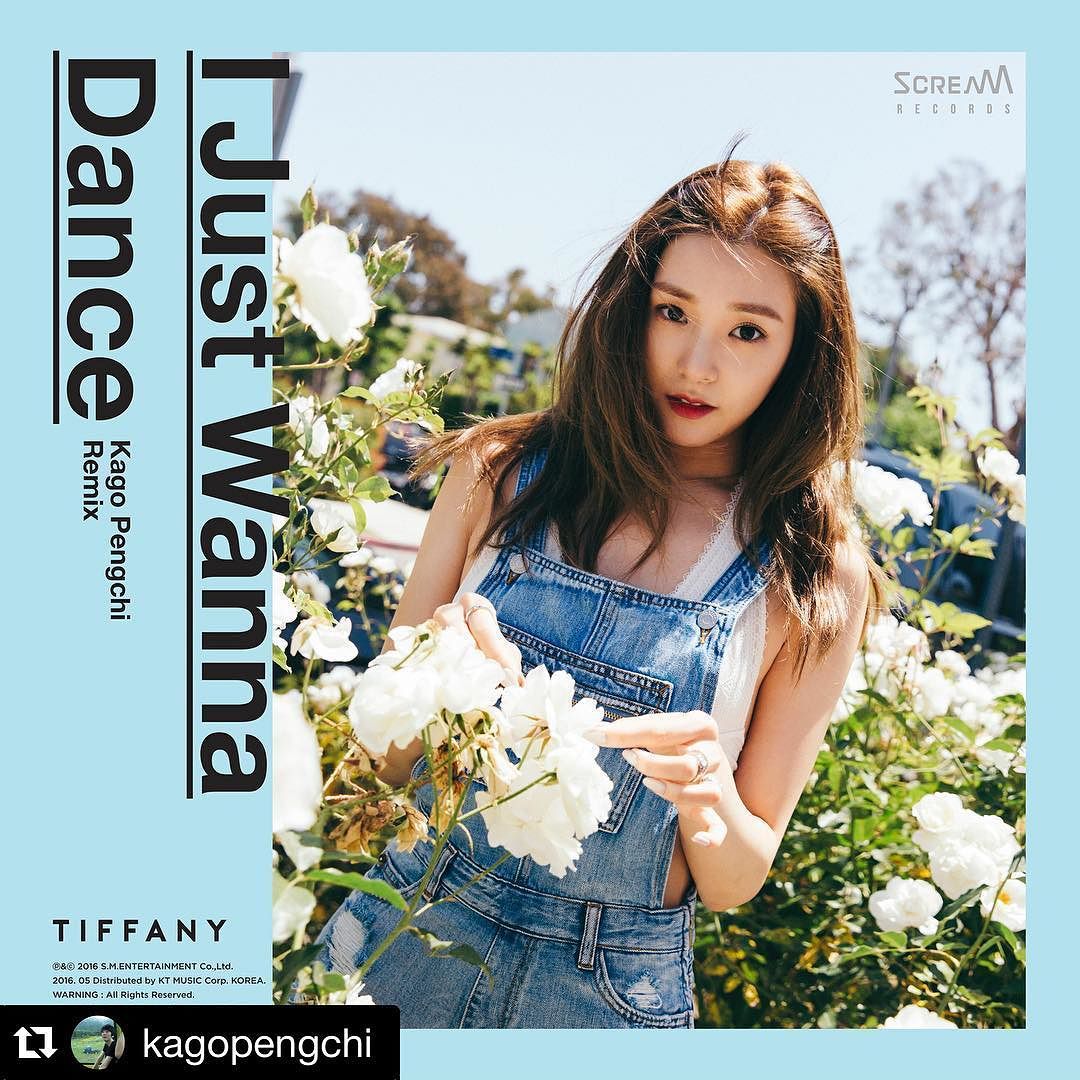 I Just Wanna
Dance
Kago Pengchi
Remix
SCREAM
RECORDS
TIFFANY
℗&© 2016 S.M.ENTERTAINMENT Co.,Ltd.
2016. 05 Distributed by KT MUSIC Corp. KOREA.
WARNING : All Rights Reserved.
kagopengchi